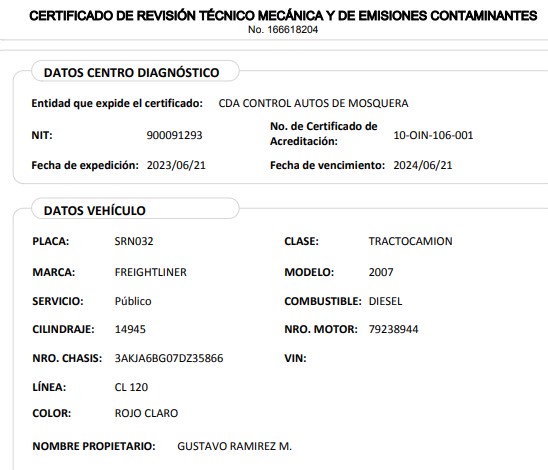 CERTIFICADO DE REVISIÓN TÉCNICO MECÁNICA Y DE EMISIONES CONTAMINANTES
No. 166618204
DATOS CENTRO DIAGNÓSTICO
Entidad que expide el certificado: CDA CONTROL AUTOS DE MOSQUERA
NIT: 900091293 No. de Certificado de Acreditación: 10-OIN-106-001
Fecha de expedición: 2023/06/21 Fecha de vencimiento: 2024/06/21
DATOS VEHÍCULO
PLACA: SRN032 CLASE: TRACTOCAMION
MARCA: FREIGHTLINER MODELO: 2007
SERVICIO: Público COMBUSTIBLE: DIESEL
CILINDRAJE: 14945 NRO. MOTOR: 79238944
NRO. CHASIS: 3AKJA6BG07DZ35866 VIN:
LÍNEA: CL 120
COLOR: ROJO CLARO
NOMBRE PROPIETARIO: GUSTAVO RAMIREZ M.